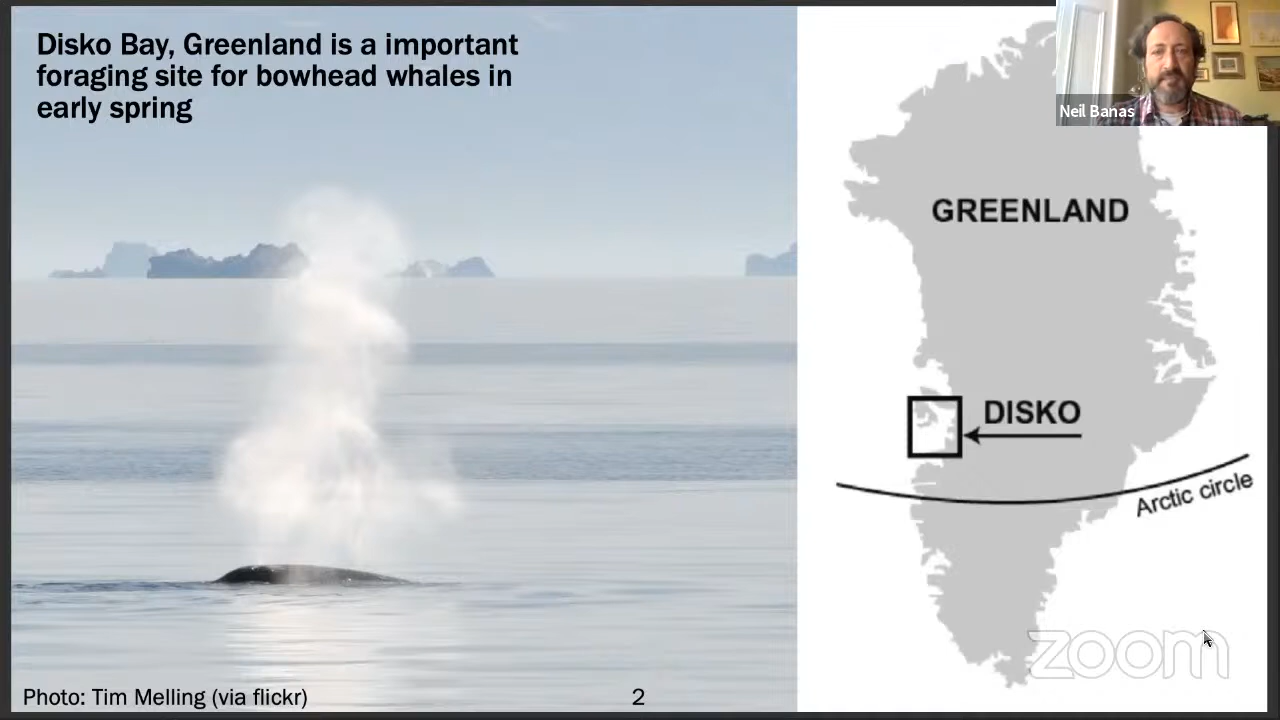 Disko Bay, Greenland is a important
foraging site for bowhead whales in
early spring
Neil Banas
GREENLAND
DISKO
Arctic circle
zoom
Photo: Tim Melling (via flickr)
2